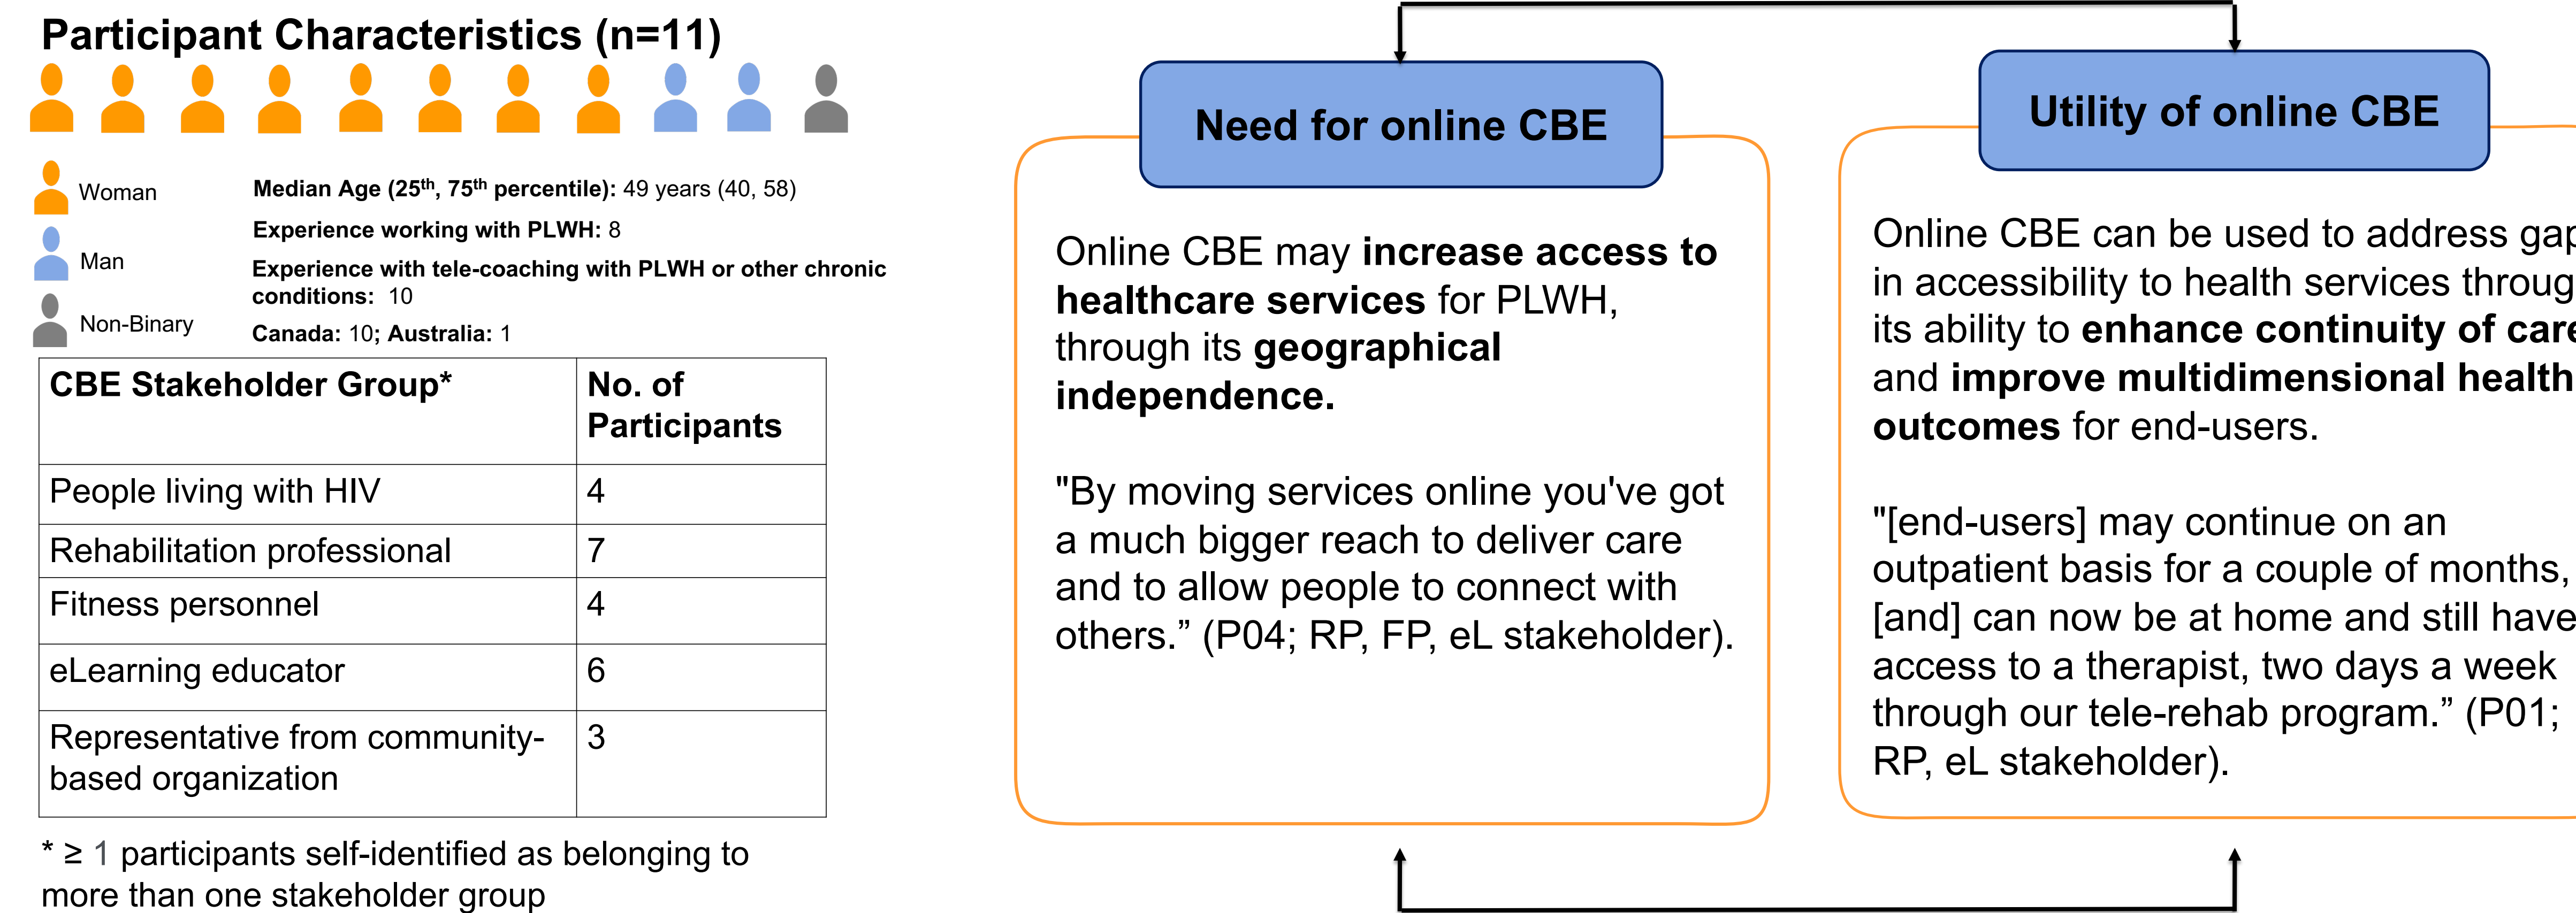 Participant Characteristics (n=11)
Woman
Man
Non-Binary
Median Age (25th, 75th percentile): 49 years (40, 58)
Experience working with PLWH: 8
Experience with tele-coaching with PLWH or other chronic
conditions: 10
Canada: 10; Australia: 1
CBE Stakeholder Group*
No. of
Participants
People living with HIV
4
Rehabilitation professional
7
Fitness personnel
4
eLearning educator
6
Representative from community-
based organization
3
* ≥ 1 participants self-identified as belonging to
more than one stakeholder group
Need for online CBE
Online CBE may increase access to
healthcare services for PLWH,
through its geographical
independence.
"By moving services online you've got
a much bigger reach to deliver care
and to allow people to connect with
others.” (P04; RP, FP, eL stakeholder).
Utility of online CBE
Online CBE can be used to address
in accessibility to health services
its ability to enhance continuity of
and improve multidimensional health
outcomes for end-users.
"[end-users] may continue on an
outpatient basis for a couple of months,
[and] can now be at home and still have
access to a therapist, two days a week
through our tele-rehab program.” (P01;
RP, eL stakeholder).